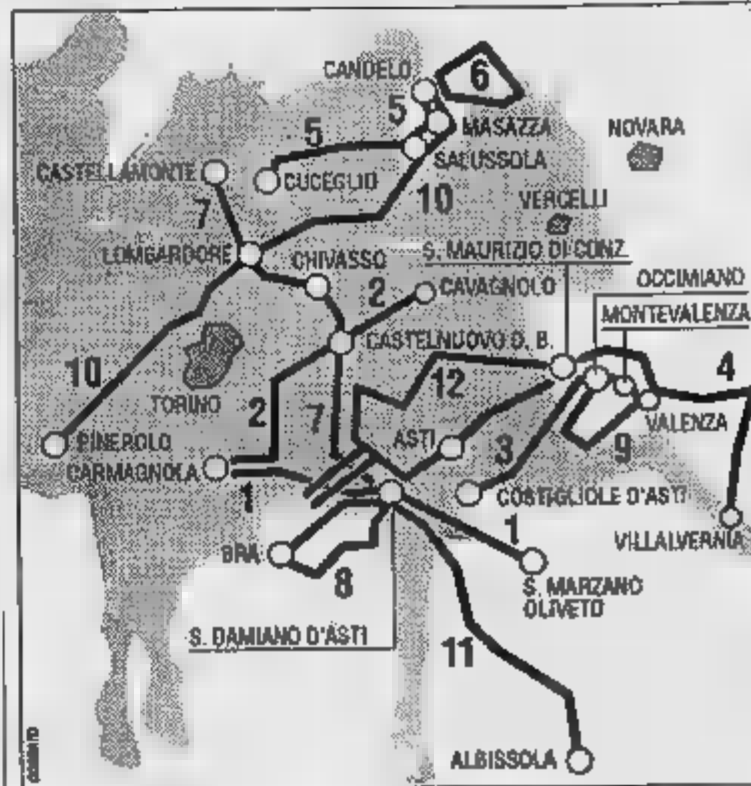 CANDELO
6
5
MASAZZA
NOVARA
5
SALUSSOLA
CASTELLAMONTE
CUCEGLIO
10
VERCELLI
7
LOMBARDORE
CHIVASSO
S. MAURIZIO DI CONZ.
2
CAVAGNOLO
OCCIMIANO
MONTEVALENZA
CASTELNUOVO D. B.
10
TORINO
2
12
4
7
ASTI
3
9
VALENZA
PINEROLO
CARMAGNOLA
1
COSTIGLIOLE D'ASTI
1
VILLALVERNIA
BRA
8
S. MARZANO
OLIVETO
S. DAMIANO D'ASTI
11
ALBISSOLA